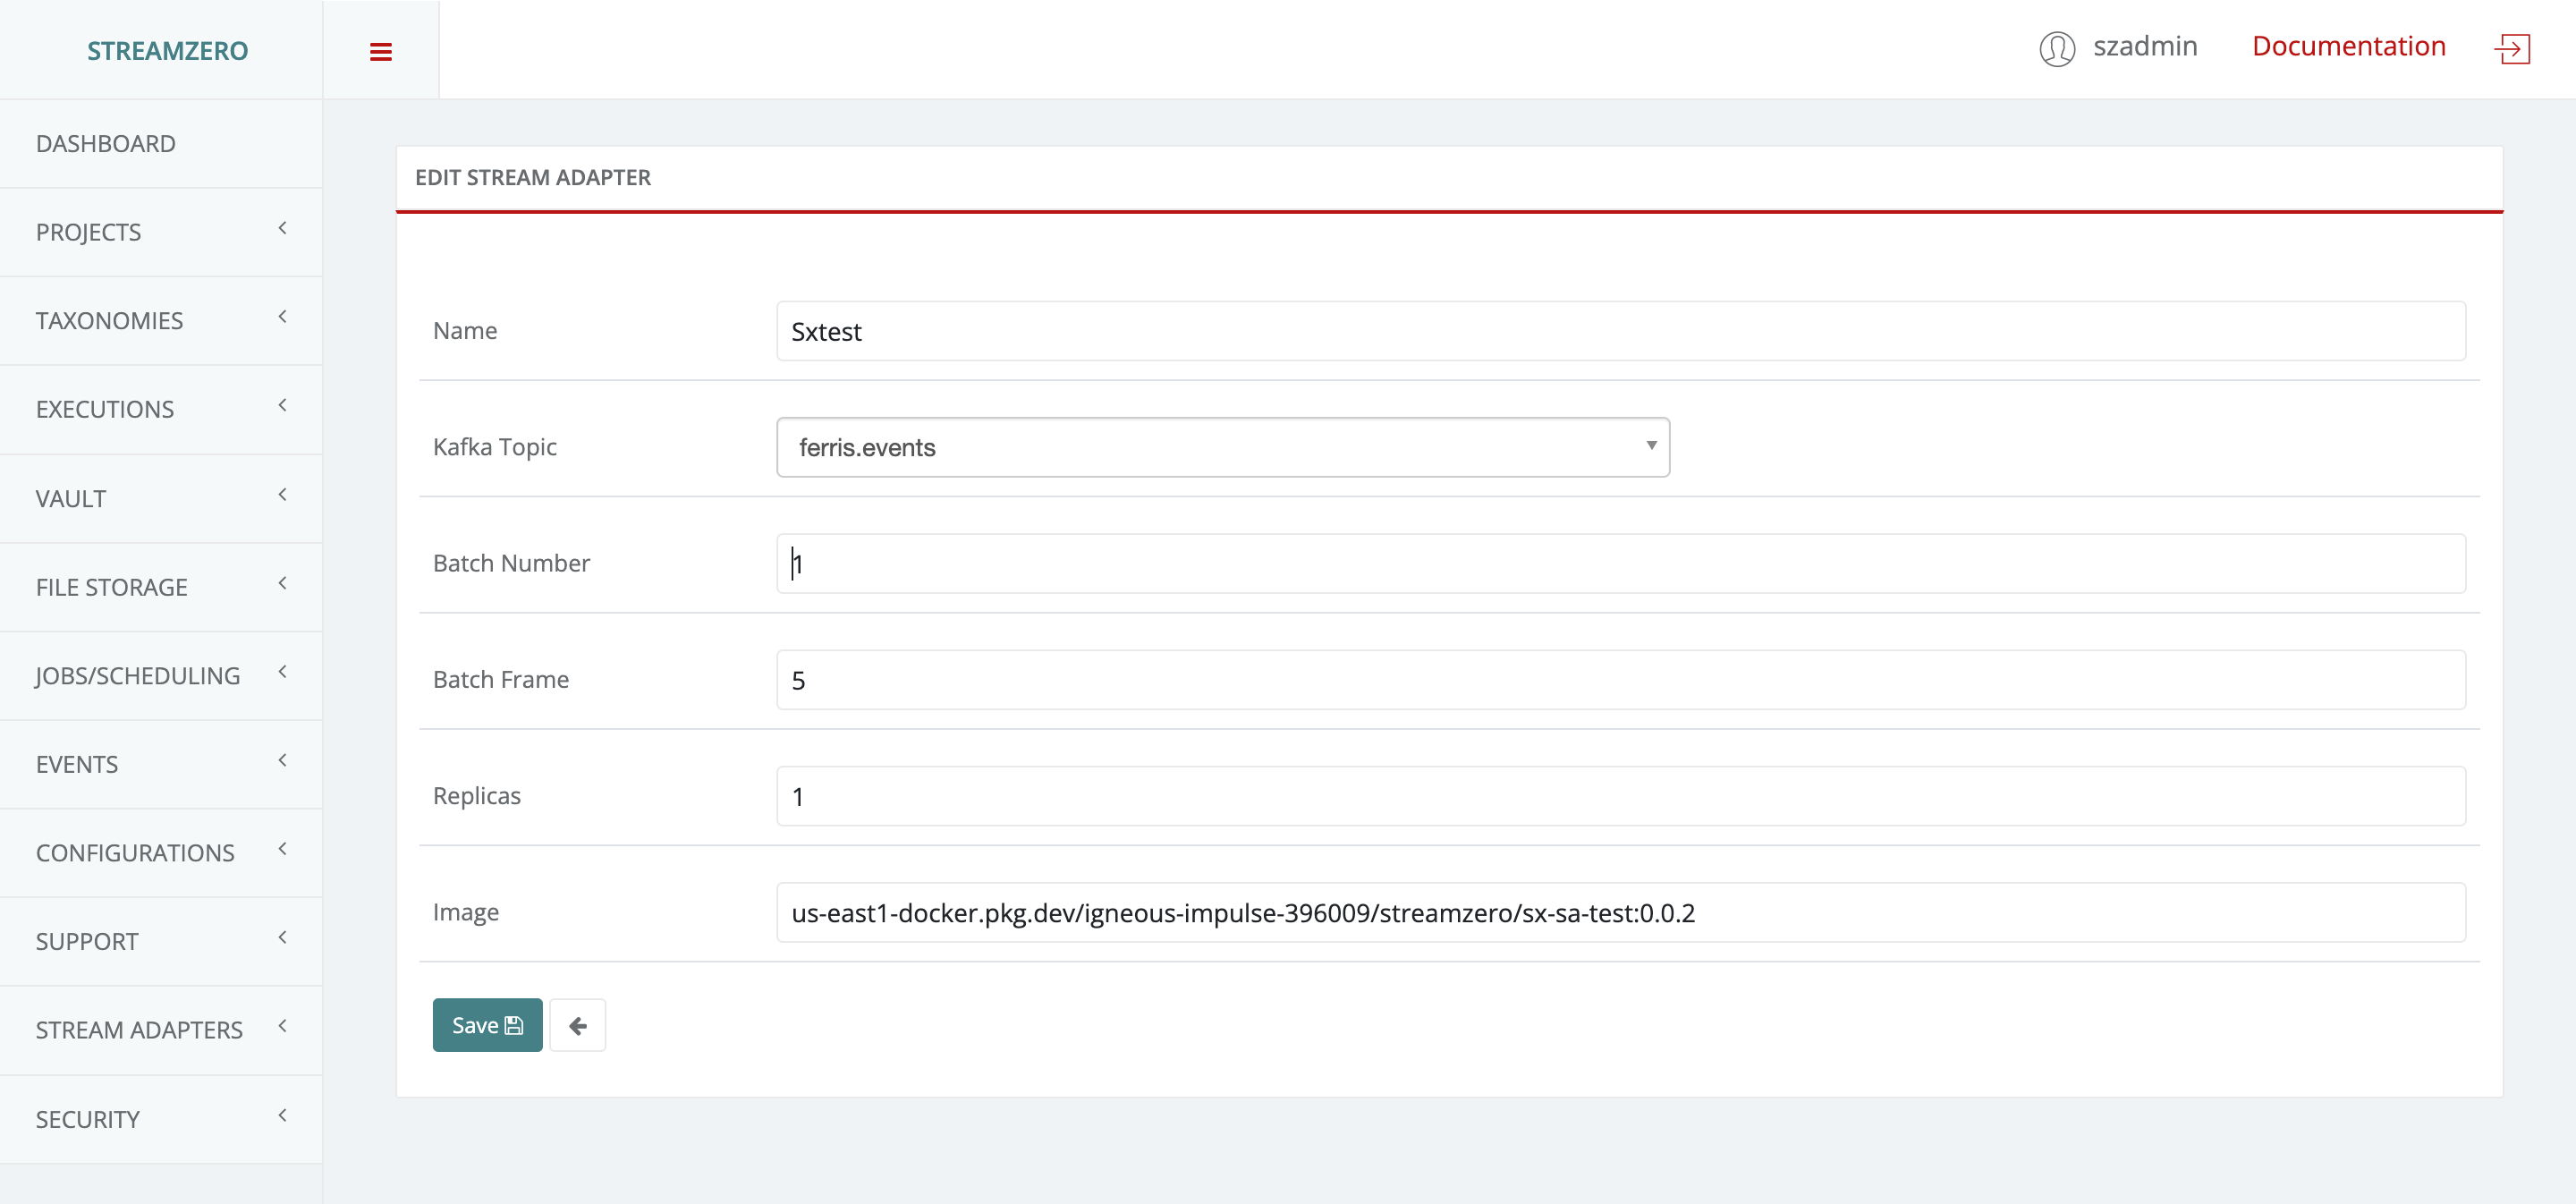 STREAMZERO
szadmin
Documentation
DASHBOARD
PROJECTS
TAXONOMIES
EXECUTIONS
VAULT
FILE STORAGE
JOBS/SCHEDULING
EVENTS
CONFIGURATIONS
SUPPORT
STREAM ADAPTERS
SECURITY
EDIT STREAM ADAPTER
Name Sxtest
Kafka Topic ferris.events
Batch Number 1
Batch Frame 5
Replicas 1
Image us-east1-docker.pkg.dev/igneous-impulse-396009/streamzero/sx-sa-test:0.0.2
Save